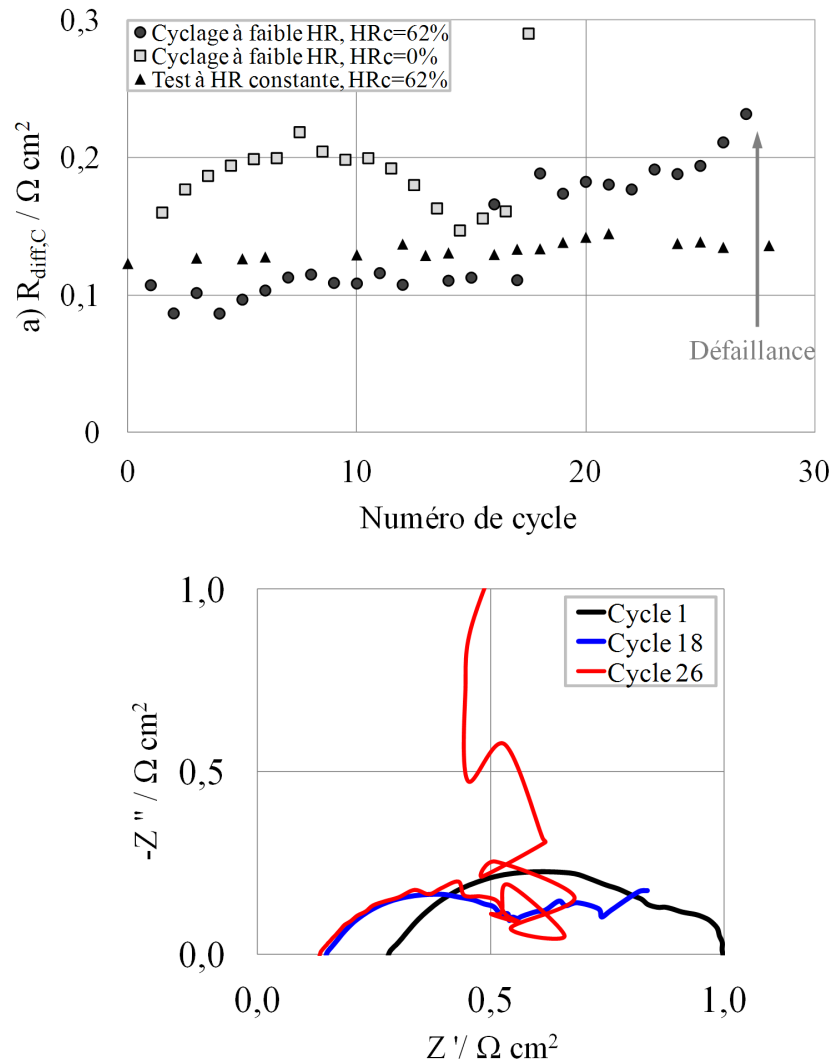 0,3
Cyclage à faible HR, HRc=62%
Cyclage à faible HR, HRc=0%
Test à HR constante, HRc=62%
0,2
a) R_diff,C / Ω cm²
0,1
Défaillance
0
0
10
20
30
Numéro de cycle
1,0
Cycle 1
Cycle 18
Cycle 26
-Z '' / Ω cm²
0,5
0,0
0,0
0,5
1,0
Z '/ Ω cm²